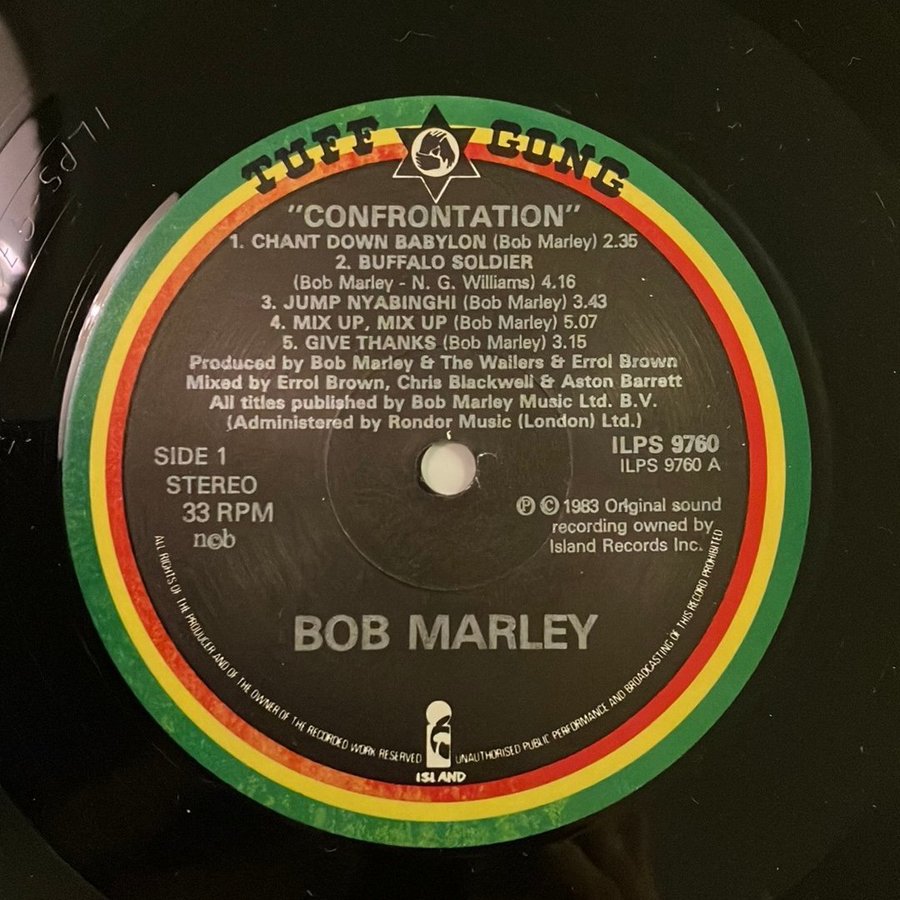 TUFF GONG
"CONFRONTATION"
1. CHANT DOWN BABYLON (Bob Marley) 2.35
2. BUFFALO SOLDIER
(Bob Marley - N. G. Williams) 4.16
3. JUMP NYABINGHI (Bob Marley) 3.43
4. MIX UP, MIX UP (Bob Marley) 5.07
5. GIVE THANKS (Bob Marley) 3.15
Produced by Bob Marley & The Wailers & Errol Brown
Mixed by Errol Brown, Chris Blackwell & Aston Barrett
All titles published by Bob Marley Music Ltd. B.V.
(Administered by Rondor Music (London) Ltd.)
SIDE 1
STEREO
33 RPM
ncb
ILPS 9760
ILPS 9760 A
℗ © 1983 Original sound
recording owned by
Island Records Inc.
BOB MARLEY
ISLAND
ALL RIGHTS OF THE PRODUCER AND OF THE OWNER OF THE RECORDED WORK RESERVED
UNAUTHORISED PUBLIC PERFORMANCE AND BROADCASTING OF THIS RECORD PROHIBITED
ILPS